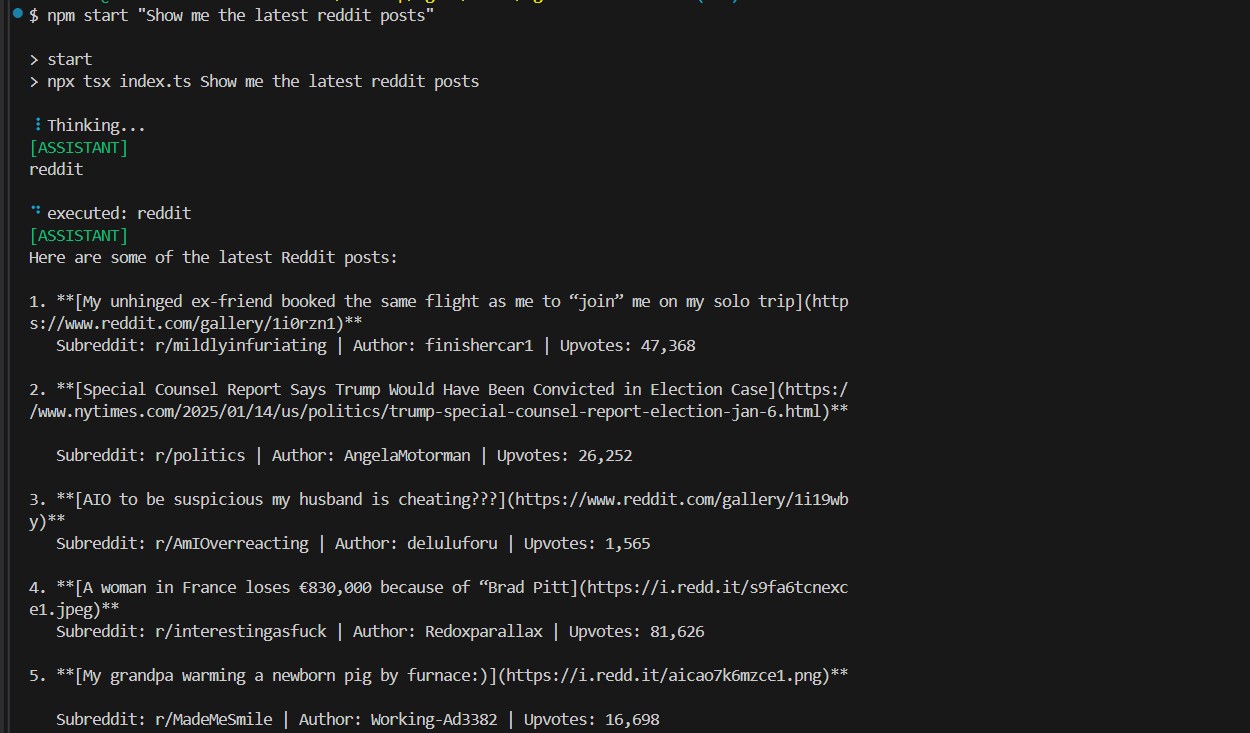 $ npm start "Show me the latest reddit posts"
> start
> npx tsx index.ts Show me the latest reddit posts
Thinking...
[ASSISTANT]
reddit
executed: reddit
[ASSISTANT]
Here are some of the latest Reddit posts:
1. **[My unhinged ex-friend booked the same flight as me to “join” me on my solo trip](http
s://www.reddit.com/gallery/1i0rzn1)**
Subreddit: r/mildlyinfuriating | Author: finishercar1 | Upvotes: 47,368
2. **[Special Counsel Report Says Trump Would Have Been Convicted in Election Case](https:/
/www.nytimes.com/2025/01/14/us/politics/trump-special-counsel-report-election-jan-6.html)**
Subreddit: r/politics | Author: AngelaMotorman | Upvotes: 26,252
3. **[AIO to be suspicious my husband is cheating???](https://www.reddit.com/gallery/1i19wb
y)**
Subreddit: r/AmIOverreacting | Author: deluluforu | Upvotes: 1,565
4. **[A woman in France loses €830,000 because of “Brad Pitt](https://i.redd.it/s9fa6tcnexc
e1.jpeg)**
Subreddit: r/interestingasfuck | Author: Redoxparallax | Upvotes: 81,626
5. **[My grandpa warming a newborn pig by furnace:)](https://i.redd.it/aicao7k6mzce1.png)**
Subreddit: r/MadeMeSmile | Author: Working-Ad3382 | Upvotes: 16,698